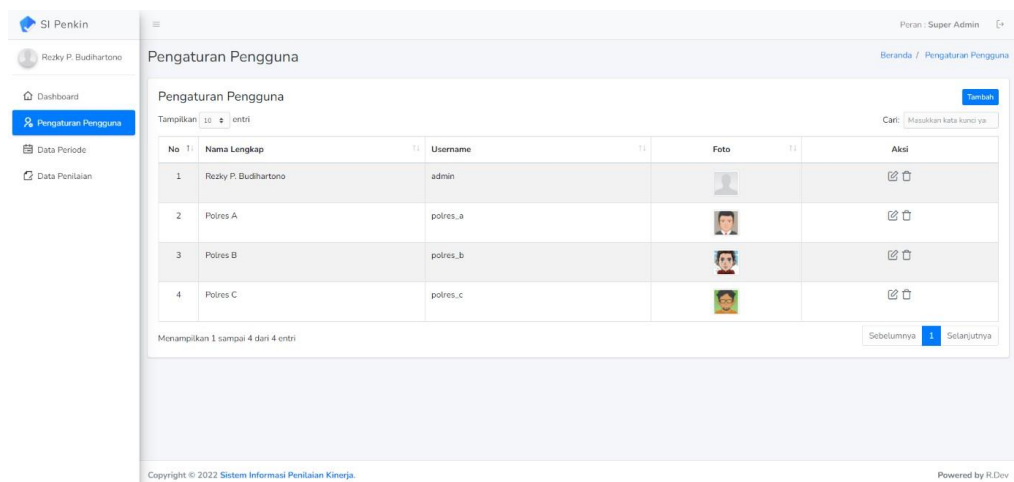 SI Penkin
Peran : Super Admin
Rezky P. Budihartono
Pengaturan Pengguna
Beranda / Pengaturan Pengguna
Dashboard
Pengaturan Pengguna
Data Periode
Data Penilaian
Pengaturan Pengguna
Tambah
Tampilkan 10 entri
Cari: Masukkan kata kunci ya
No Nama Lengkap Username Foto Aksi
1 Rezky P. Budihartono admin
2 Polres A polres_a
3 Polres B polres_b
4 Polres C polres_c
Menampilkan 1 sampai 4 dari 4 entri
Sebelumnya 1 Selanjutnya
Copyright © 2022 Sistem Informasi Penilaian Kinerja.
Powered by R.Dev